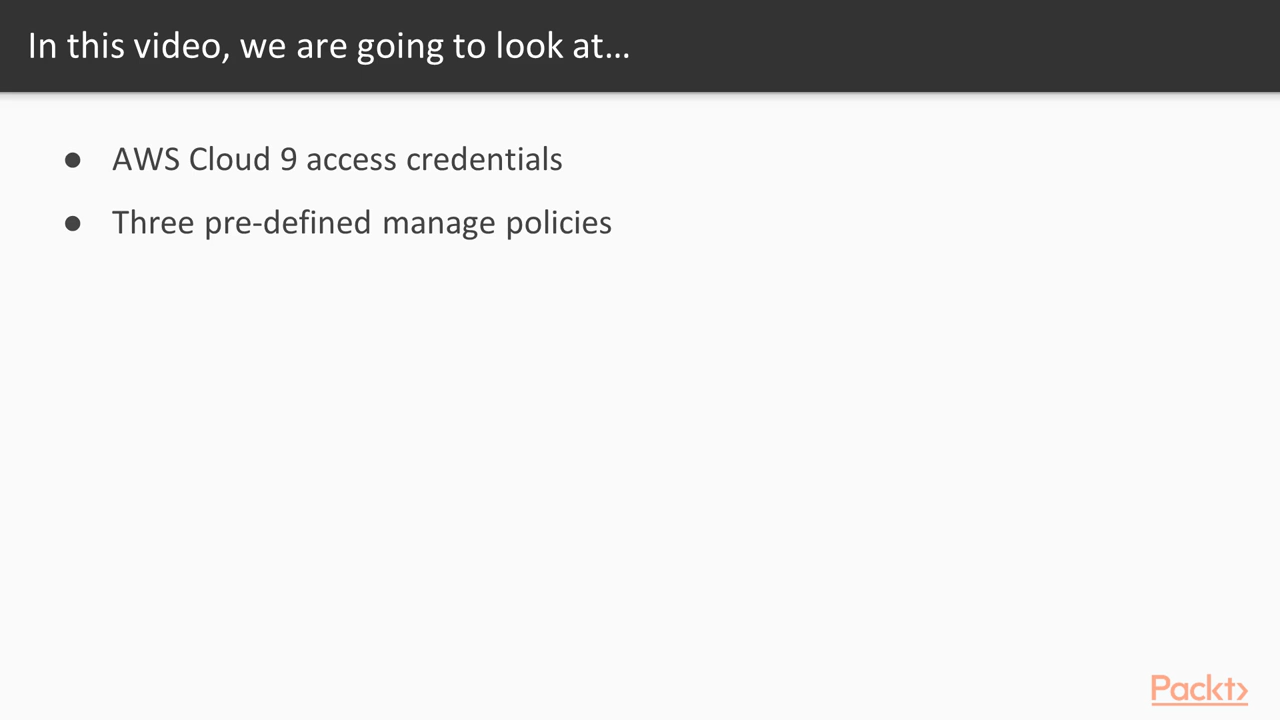 In this video, we are going to look at...
● AWS Cloud 9 access credentials
● Three pre-defined manage policies
Packt>